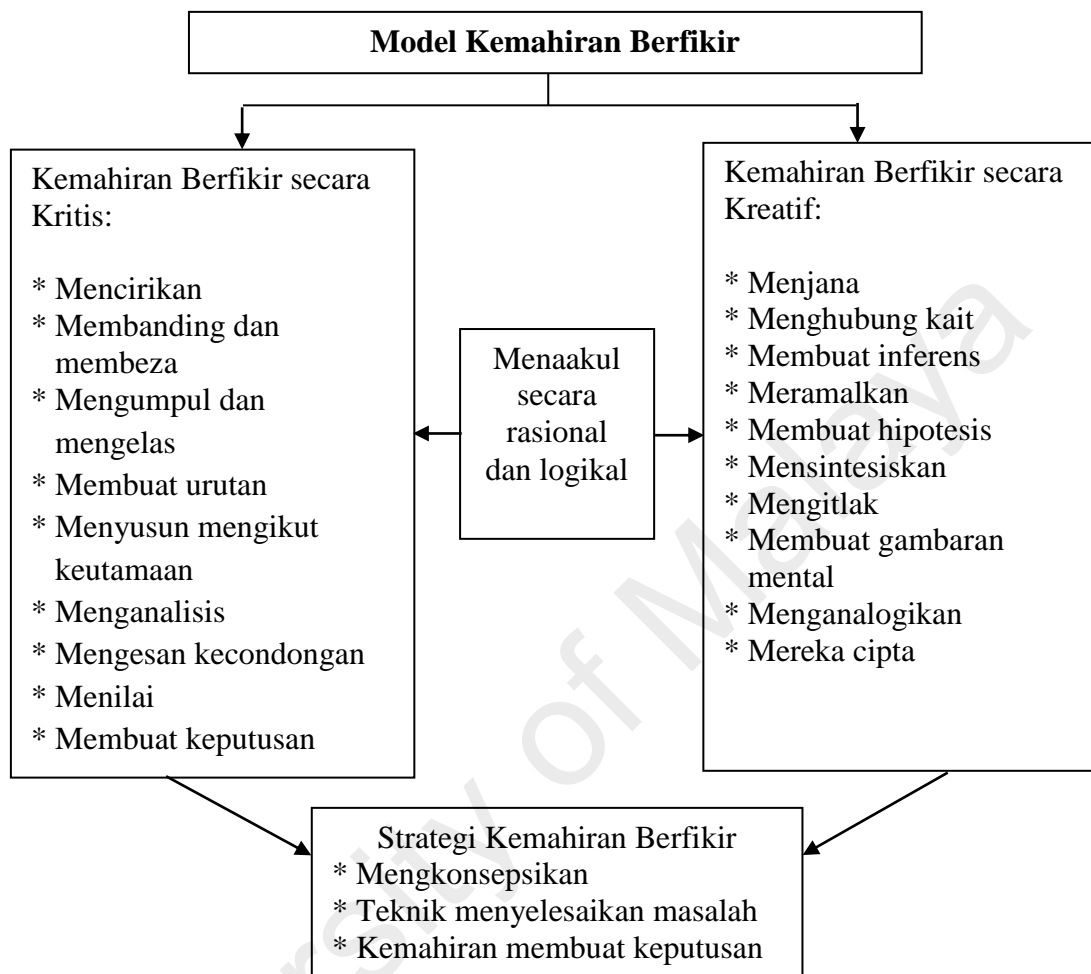 Model Kemahiran Berfikir
Kemahiran Berfikir secara
Kritis:
* Mencirikan
* Membanding dan
membeza
* Mengumpul dan
mengelas
* Membuat urutan
* Menyusun mengikut
keutamaan
* Menganalisis
* Mengesan kecondongan
* Menilai
* Membuat keputusan
Menaakul
secara
rasional
dan logikal
Kemahiran Berfikir secara
Kreatif:
* Menjana
* Menghubung kait
* Membuat inferens
* Meramalkan
* Membuat hipotesis
* Mensintesiskan
* Mengitlak
* Membuat gambaran
mental
* Menganalogikan
* Mereka cipta
Strategi Kemahiran Berfikir
* Mengkonsepsikan
* Teknik menyelesaikan masalah
* Kemahiran membuat keputusan
rsity of Malaya